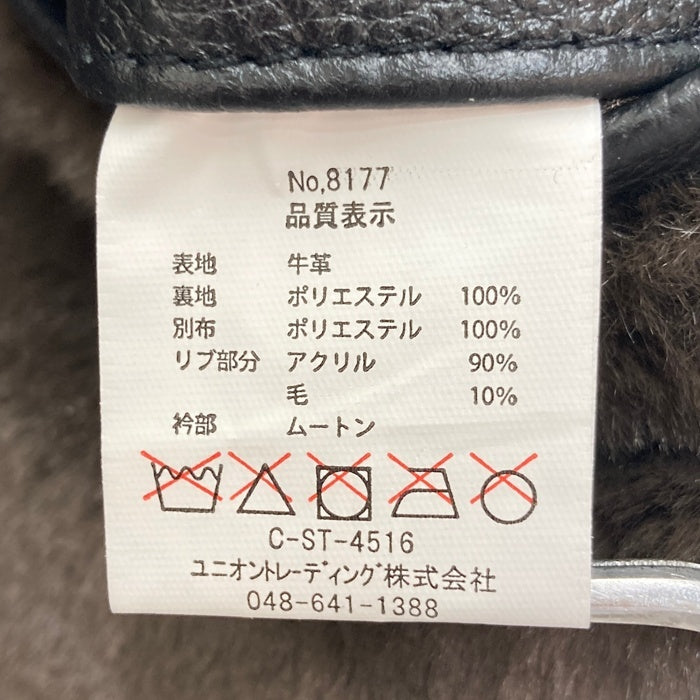 No,8177
品質表示
表地 牛革
裏地 ポリエステル 100%
別布 ポリエステル 100%
リブ部分 アクリル 90%
毛 10%
衿部 ムートン
C-ST-4516
ユニオントレーディング株式会社
048-641-1388